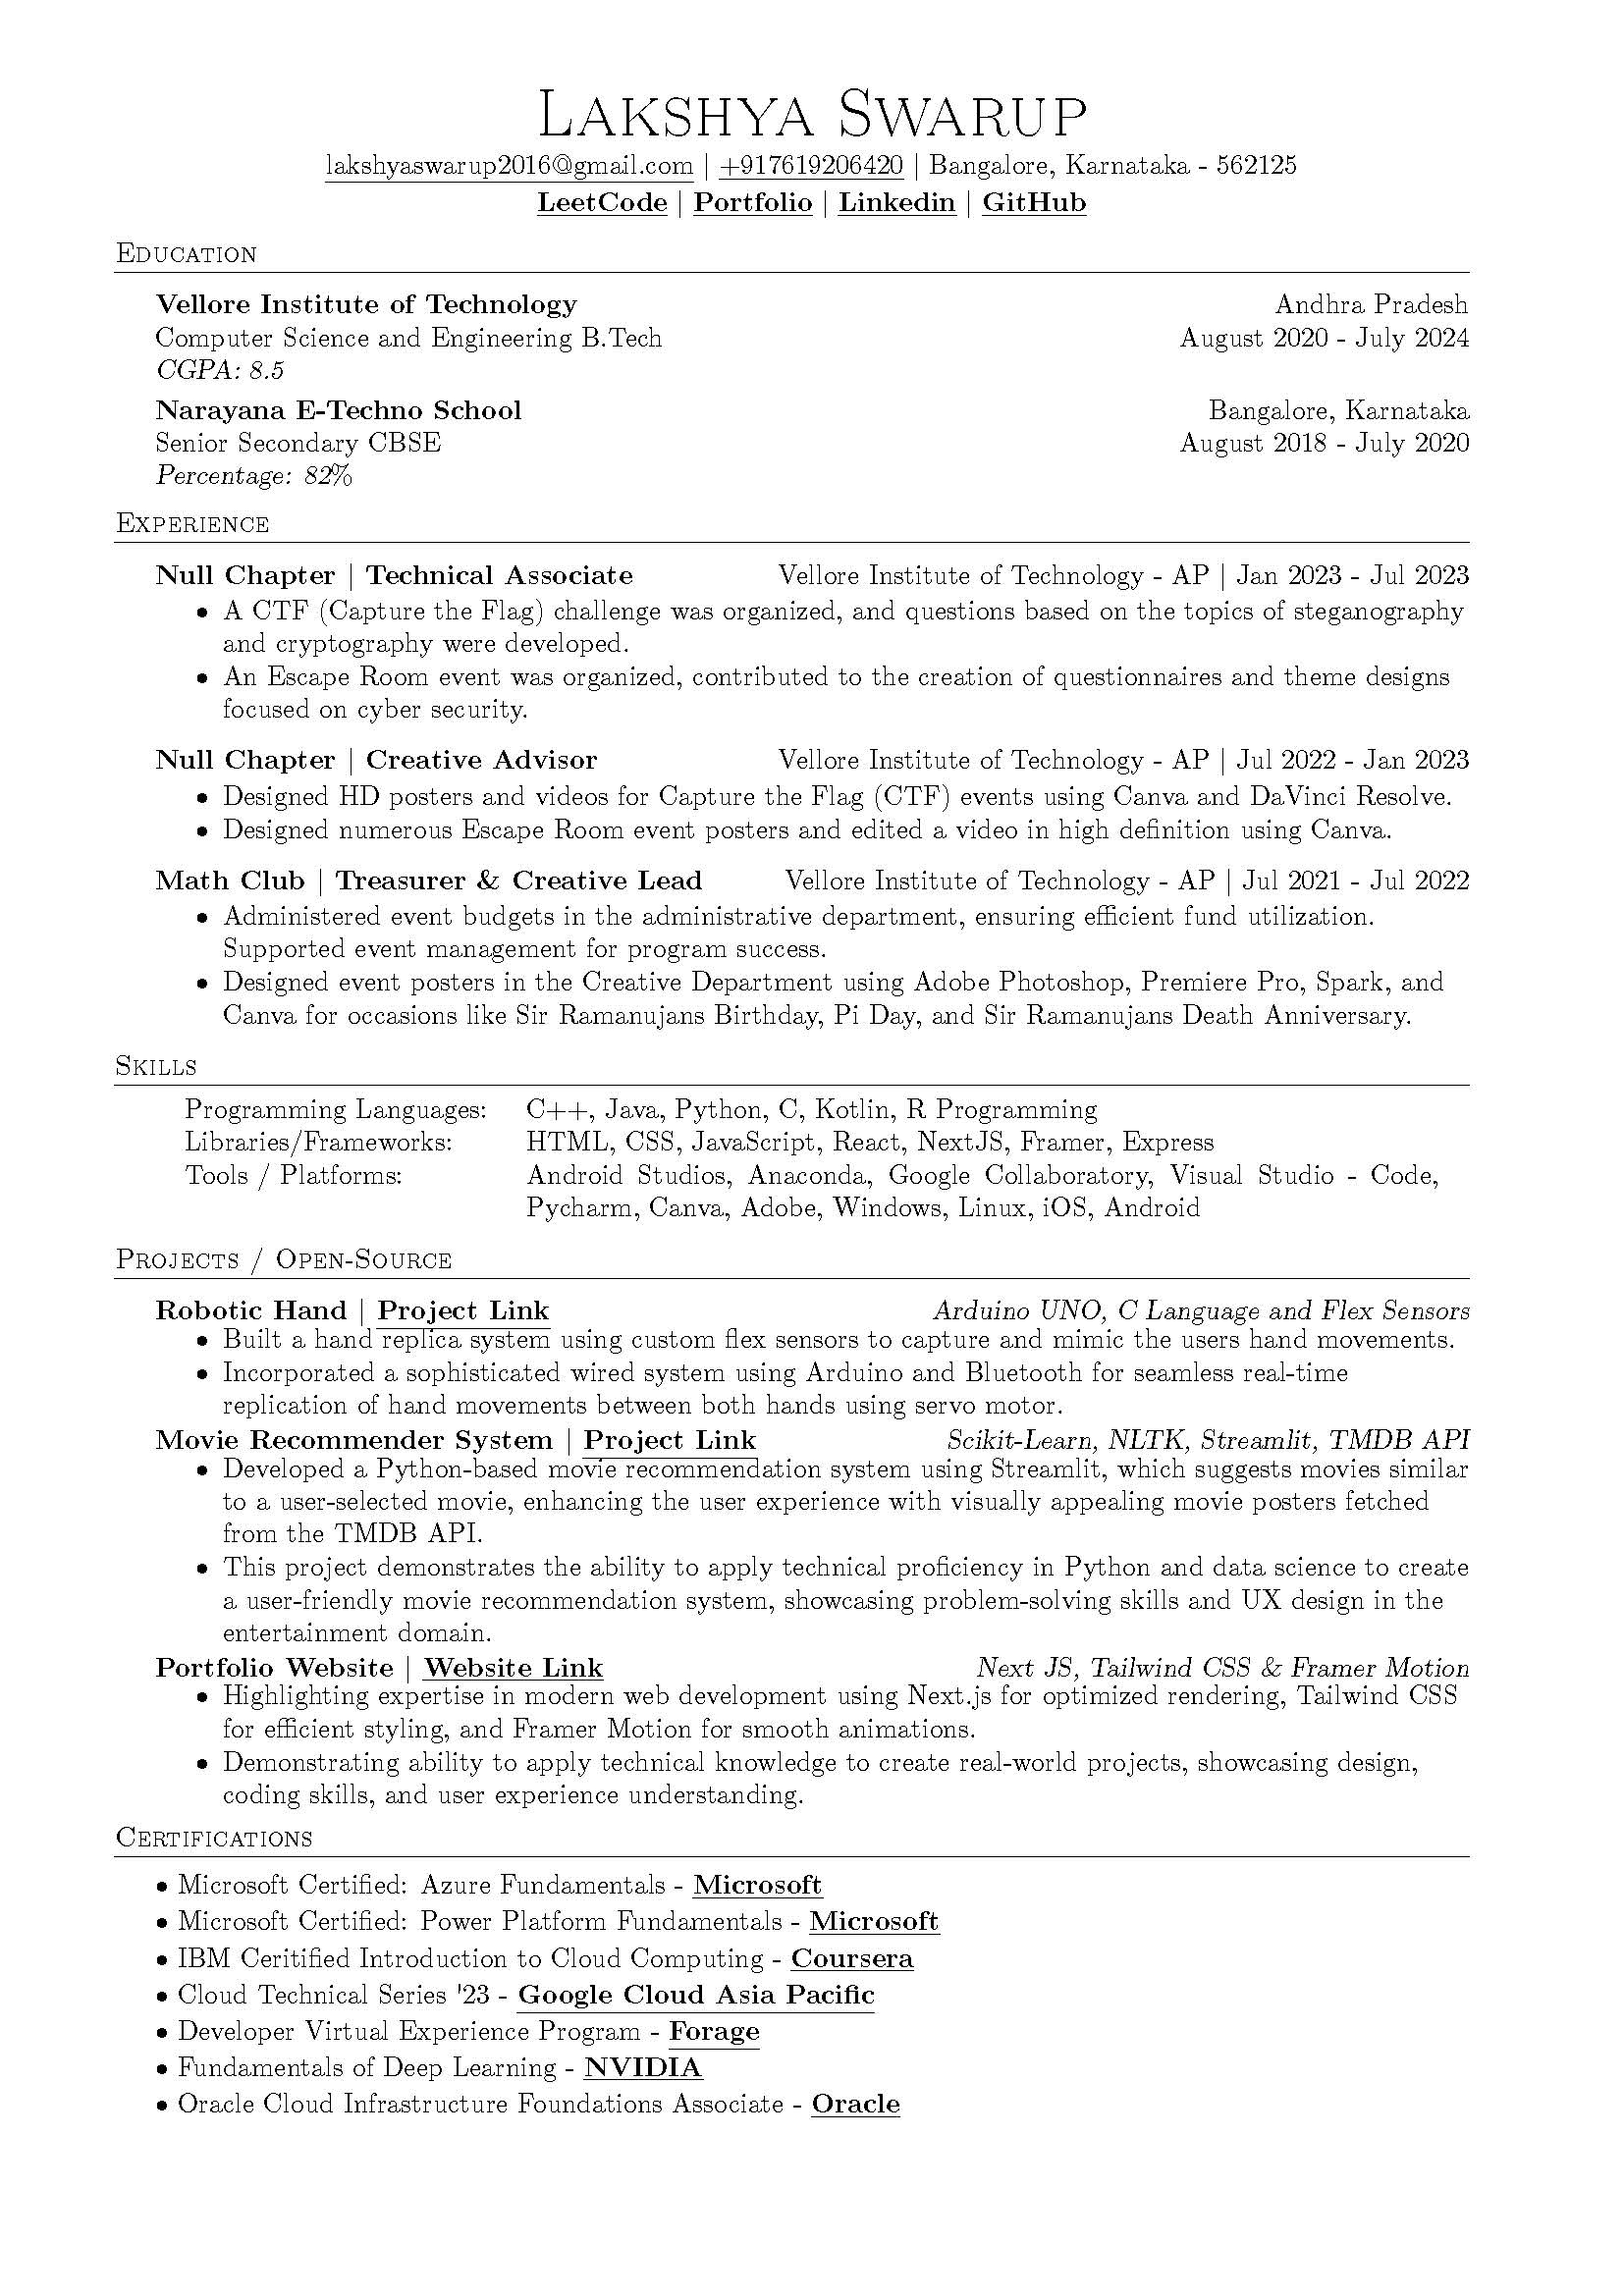 Lakshya Swarup
lakshyaswarup2016@gmail.com | +917619206420 | Bangalore, Karnataka - 562125
LeetCode | Portfolio | Linkedin | GitHub
Education
Vellore Institute of Technology Andhra Pradesh
Computer Science and Engineering B.Tech August 2020 - July 2024
CGPA: 8.5
Narayana E-Techno School Bangalore, Karnataka
Senior Secondary CBSE August 2018 - July 2020
Percentage: 82%
Experience
Null Chapter | Technical Associate Vellore Institute of Technology - AP | Jan 2023 - Jul 2023
• A CTF (Capture the Flag) challenge was organized, and questions based on the topics of steganography
and cryptography were developed.
• An Escape Room event was organized, contributed to the creation of questionnaires and theme designs
focused on cyber security.
Null Chapter | Creative Advisor Vellore Institute of Technology - AP | Jul 2022 - Jan 2023
• Designed HD posters and videos for Capture the Flag (CTF) events using Canva and DaVinci Resolve.
• Designed numerous Escape Room event posters and edited a video in high definition using Canva.
Math Club | Treasurer & Creative Lead Vellore Institute of Technology - AP | Jul 2021 - Jul 2022
• Administered event budgets in the administrative department, ensuring efficient fund utilization.
Supported event management for program success.
• Designed event posters in the Creative Department using Adobe Photoshop, Premiere Pro, Spark, and
Canva for occasions like Sir Ramanujans Birthday, Pi Day, and Sir Ramanujans Death Anniversary.
Skills
Programming Languages: C++, Java, Python, C, Kotlin, R Programming
Libraries/Frameworks: HTML, CSS, JavaScript, React, NextJS, Framer, Express
Tools / Platforms: Android Studios, Anaconda, Google Collaboratory, Visual Studio - Code,
Pycharm, Canva, Adobe, Windows, Linux, iOS, Android
Projects / Open-Source
Robotic Hand | Project Link Arduino UNO, C Language and Flex Sensors
• Built a hand replica system using custom flex sensors to capture and mimic the users hand movements.
• Incorporated a sophisticated wired system using Arduino and Bluetooth for seamless real-time
replication of hand movements between both hands using servo motor.
Movie Recommender System | Project Link Scikit-Learn, NLTK, Streamlit, TMDB API
• Developed a Python-based movie recommendation system using Streamlit, which suggests movies similar
to a user-selected movie, enhancing the user experience with visually appealing movie posters fetched
from the TMDB API.
• This project demonstrates the ability to apply technical proficiency in Python and data science to create
a user-friendly movie recommendation system, showcasing problem-solving skills and UX design in the
entertainment domain.
Portfolio Website | Website Link Next JS, Tailwind CSS & Framer Motion
• Highlighting expertise in modern web development using Next.js for optimized rendering, Tailwind CSS
for efficient styling, and Framer Motion for smooth animations.
• Demonstrating ability to apply technical knowledge to create real-world projects, showcasing design,
coding skills, and user experience understanding.
Certifications
• Microsoft Certified: Azure Fundamentals - Microsoft
• Microsoft Certified: Power Platform Fundamentals - Microsoft
• IBM Ceritified Introduction to Cloud Computing - Coursera
• Cloud Technical Series '23 - Google Cloud Asia Pacific
• Developer Virtual Experience Program - Forage
• Fundamentals of Deep Learning - NVIDIA
• Oracle Cloud Infrastructure Foundations Associate - Oracle